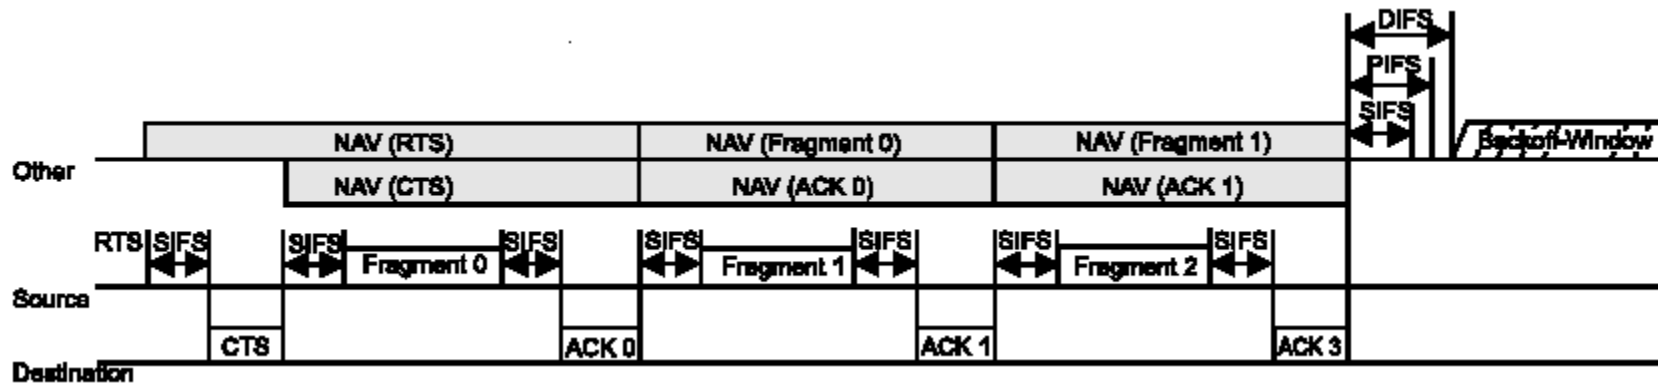 DIFS
PIFS
SIFS
NAV (RTS) NAV (Fragment 0) NAV (Fragment 1) Backoff-Window
Other
NAV (CTS) NAV (ACK 0) NAV (ACK 1)
RTS SIFS SIFS Fragment 0 SIFS SIFS Fragment 1 SIFS SIFS Fragment 2 SIFS
Source
CTS ACK 0 ACK 1 ACK 3
Destination